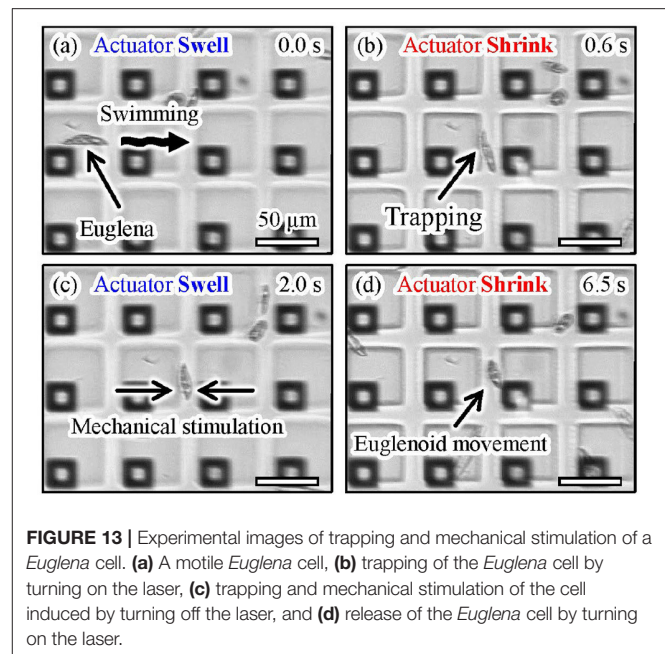 (a) Actuator Swell 0.0 s
Swimming
Euglena
50 μm
(b) Actuator Shrink 0.6 s
Trapping
(c) Actuator Swell 2.0 s
Mechanical stimulation
(d) Actuator Shrink 6.5 s
Euglenoid movement
FIGURE 13 | Experimental images of trapping and mechanical stimulation of a
Euglena cell. (a) A motile Euglena cell, (b) trapping of the Euglena cell by
turning on the laser, (c) trapping and mechanical stimulation of the cell
induced by turning off the laser, and (d) release of the Euglena cell by turning
on the laser.